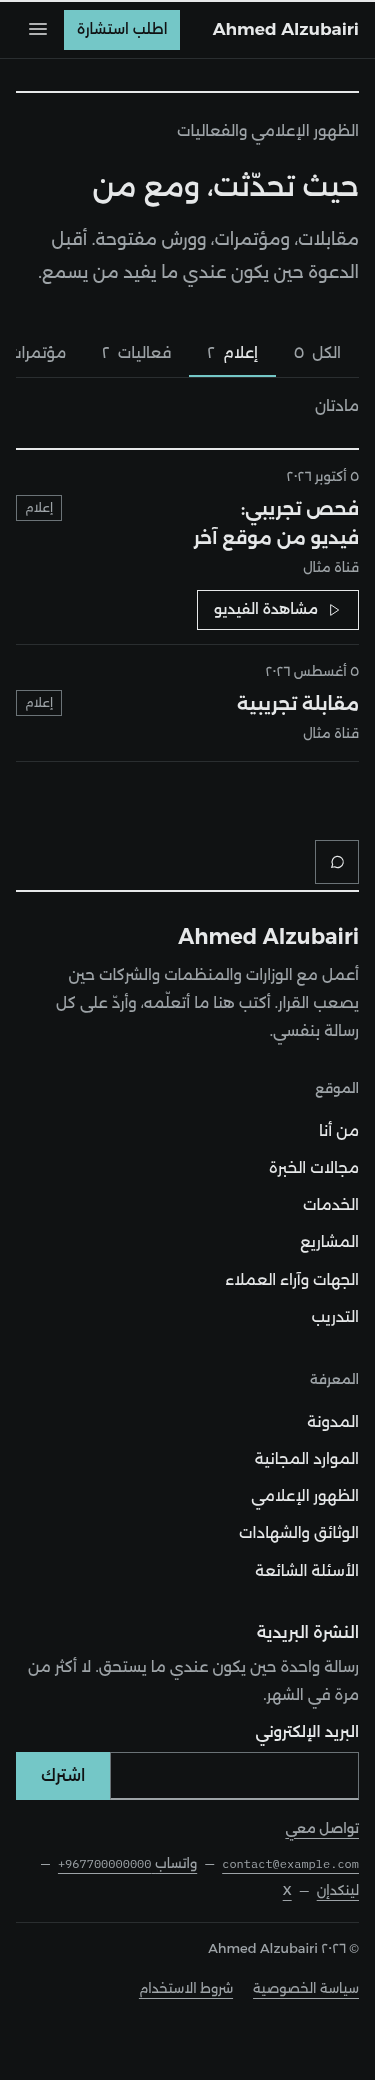 Ahmed Alzubairi
اطلب استشارة
الظهور الإعلامي والفعاليات
حيث تحدّثت، ومع من
مقابلات، ومؤتمرات، وورش مفتوحة. أقبل
الدعوة حين يكون عندي ما يفيد من يسمع.
الكل ٥ إعلام ٢ فعاليات ٢ مؤتمرات
مادتان
٥ أكتوبر ٢٠٢٦
فحص تجريبي:
فيديو من موقع آخر
إعلام
قناة مثال
مشاهدة الفيديو
٥ أغسطس ٢٠٢٦
مقابلة تجريبية
إعلام
قناة مثال
Ahmed Alzubairi
أعمل مع الوزارات والمنظمات والشركات حين
يصعب القرار. أكتب هنا ما أتعلّمه، وأردّ على كل
رسالة بنفسي.
الموقع
من أنا
مجالات الخبرة
الخدمات
المشاريع
الجهات وآراء العملاء
التدريب
المعرفة
المدونة
الموارد المجانية
الظهور الإعلامي
الوثائق والشهادات
الأسئلة الشائعة
النشرة البريدية
رسالة واحدة حين يكون عندي ما يستحق. لا أكثر من
مرة في الشهر.
البريد الإلكتروني
اشترك
تواصل معي
contact@example.com — واتساب +967700000000 —
لينكدإن — X
© ٢٠٢٦ Ahmed Alzubairi
سياسة الخصوصية شروط الاستخدام